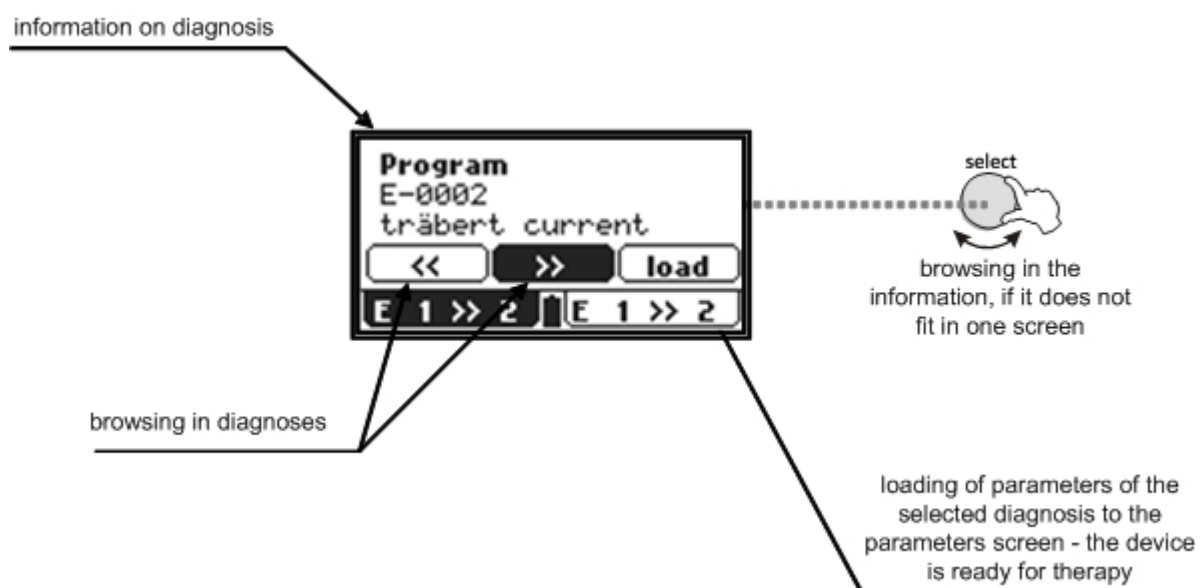 information on diagnosis
Program
E-0002
träbert current
<< >> load
E 1 >> 2 E 1 >> 2
select
browsing in the
information, if it does not
fit in one screen
browsing in diagnoses
loading of parameters of the
selected diagnosis to the
parameters screen - the device
is ready for therapy